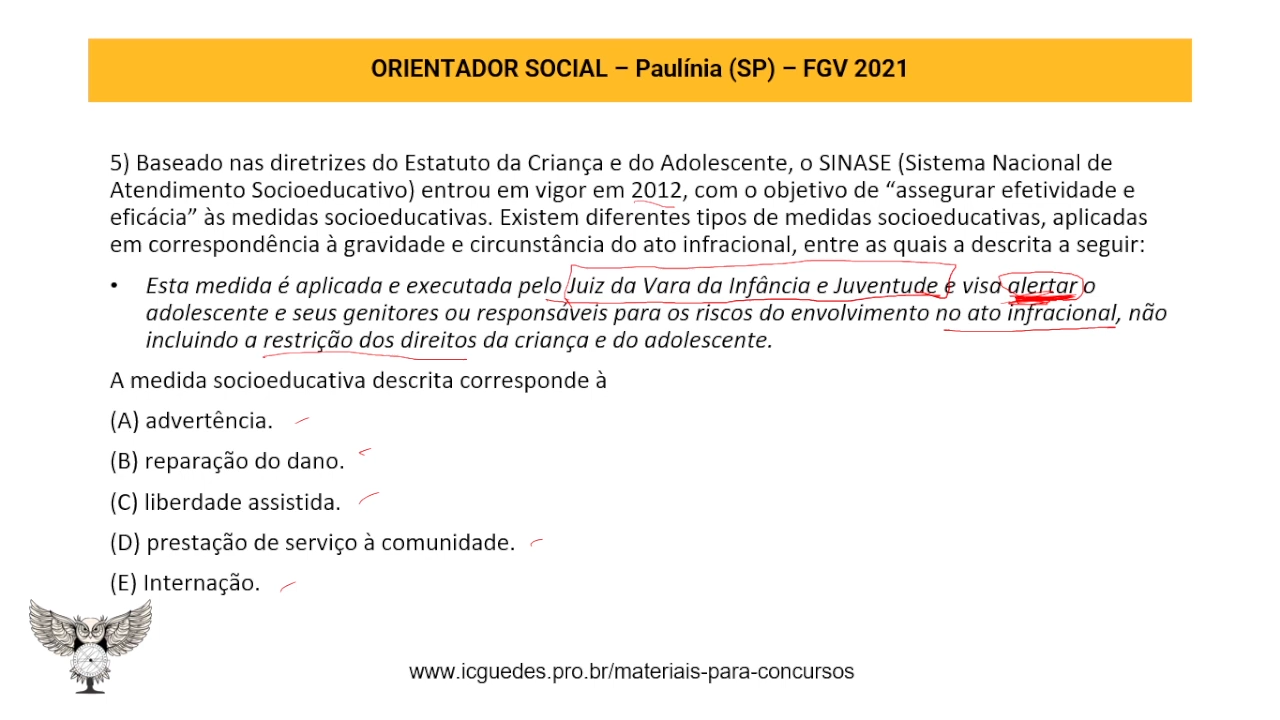 ORIENTADOR SOCIAL – Paulínia (SP) – FGV 2021
5) Baseado nas diretrizes do Estatuto da Criança e do Adolescente, o SINASE (Sistema Nacional de
Atendimento Socioeducativo) entrou em vigor em 2012, com o objetivo de “assegurar efetividade e
eficácia” às medidas socioeducativas. Existem diferentes tipos de medidas socioeducativas, aplicadas
em correspondência à gravidade e circunstância do ato infracional, entre as quais a descrita a seguir:
• Esta medida é aplicada e executada pelo Juiz da Vara da Infância e Juventude e visa alertar o
adolescente e seus genitores ou responsáveis para os riscos do envolvimento no ato infracional, não
incluindo a restrição dos direitos da criança e do adolescente.
A medida socioeducativa descrita corresponde à
(A) advertência.
(B) reparação do dano.
(C) liberdade assistida.
(D) prestação de serviço à comunidade.
(E) Internação.
www.icguedes.pro.br/materiais-para-concursos